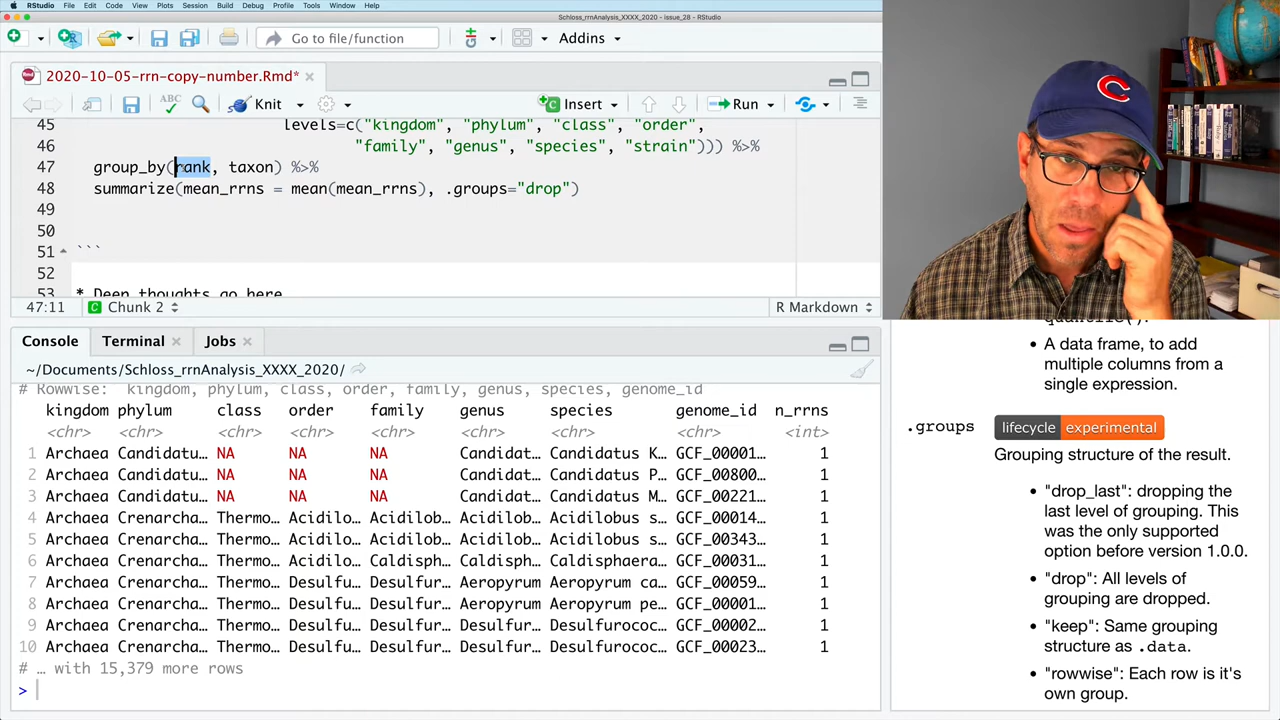 RStudio File Edit Code View Plots Session Build Debug Profile Tools Window Help
Schloss_rrnAnalysis_XXXX_2020 - issue_28 - RStudio
Go to file/function Addins
2020-10-05-rrn-copy-number.Rmd*
ABC Knit Insert Run
45 levels=c("kingdom", "phylum", "class", "order",
46 "family", "genus", "species", "strain"))) %>%
47 group_by(rank, taxon) %>%
48 summarize(mean_rrns = mean(mean_rrns), .groups="drop")
49
50
51 ```
52
53 * Deep thoughts go here
47:11 Chunk 2 R Markdown
Console Terminal Jobs
~/Documents/Schloss_rrnAnalysis_XXXX_2020/
# Rowwise: kingdom, phylum, class, order, family, genus, species, genome_id
kingdom phylum class order family genus species genome_id n_rrns
<chr> <chr> <chr> <chr> <chr> <chr> <chr> <chr> <int>
1 Archaea Candidatu… NA NA NA Candidat… Candidatus K… GCF_00001… 1
2 Archaea Candidatu… NA NA NA Candidat… Candidatus P… GCF_00800… 1
3 Archaea Candidatu… NA NA NA Candidat… Candidatus M… GCF_00221… 1
4 Archaea Crenarcha… Thermo… Acidilo… Acidilob… Acidilob… Acidilobus s… GCF_00014… 1
5 Archaea Crenarcha… Thermo… Acidilo… Acidilob… Acidilob… Acidilobus s… GCF_00343… 1
6 Archaea Crenarcha… Thermo… Acidilo… Caldisph… Caldisph… Caldisphaera… GCF_00031… 1
7 Archaea Crenarcha… Thermo… Desulfu… Desulfur… Aeropyrum Aeropyrum ca… GCF_00059… 1
8 Archaea Crenarcha… Thermo… Desulfu… Desulfur… Aeropyrum Aeropyrum pe… GCF_00001… 1
9 Archaea Crenarcha… Thermo… Desulfu… Desulfur… Desulfur… Desulfurococ… GCF_00002… 1
10 Archaea Crenarcha… Thermo… Desulfu… Desulfur… Desulfur… Desulfurococ… GCF_00023… 1
# … with 15,379 more rows
>
C
quantile().
• A data frame, to add
multiple columns from a
single expression.
.groups lifecycle experimental
Grouping structure of the result.
• "drop_last": dropping the
last level of grouping. This
was the only supported
option before version 1.0.0.
• "drop": All levels of
grouping are dropped.
• "keep": Same grouping
structure as .data.
• "rowwise": Each row is it's
own group.